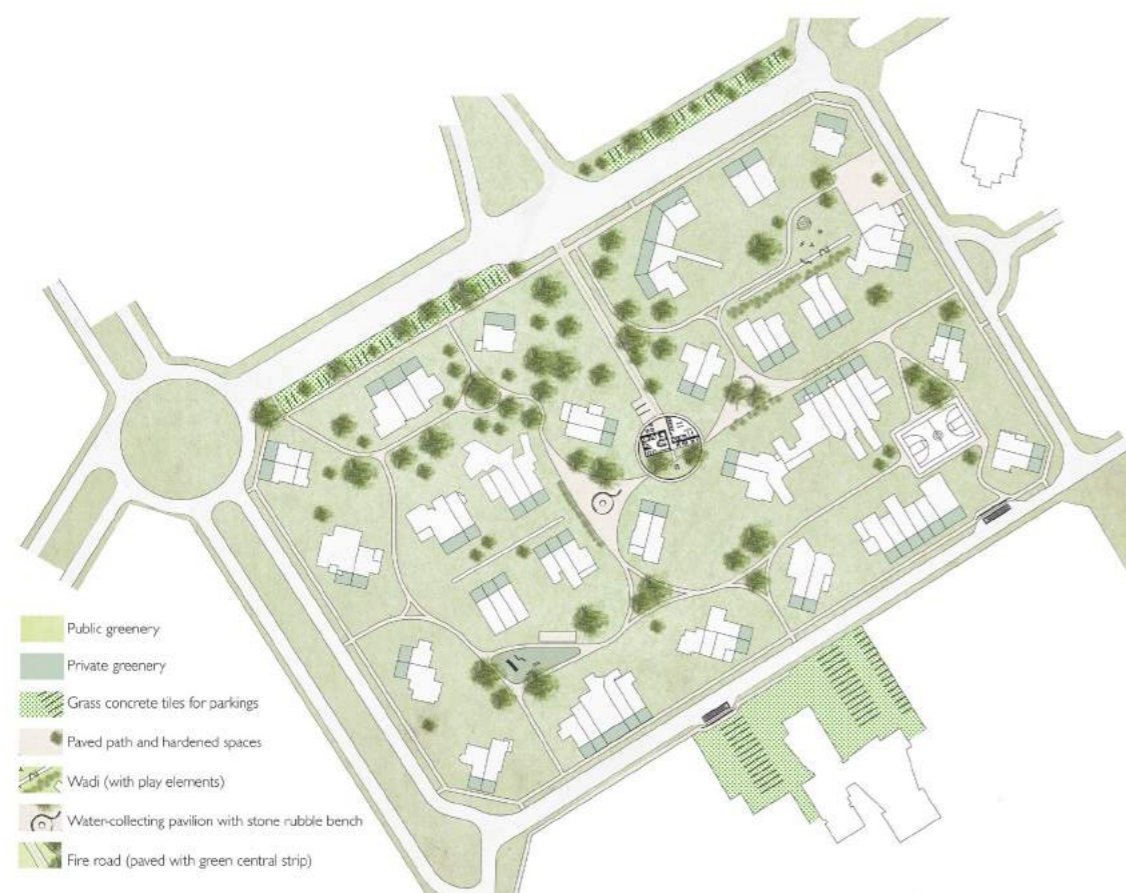 Public greenery
Private greenery
Grass concrete tiles for parkings
Paved path and hardened spaces
Wadi (with play elements)
Water-collecting pavilion with stone rubble bench
Fire road (paved with green central strip)